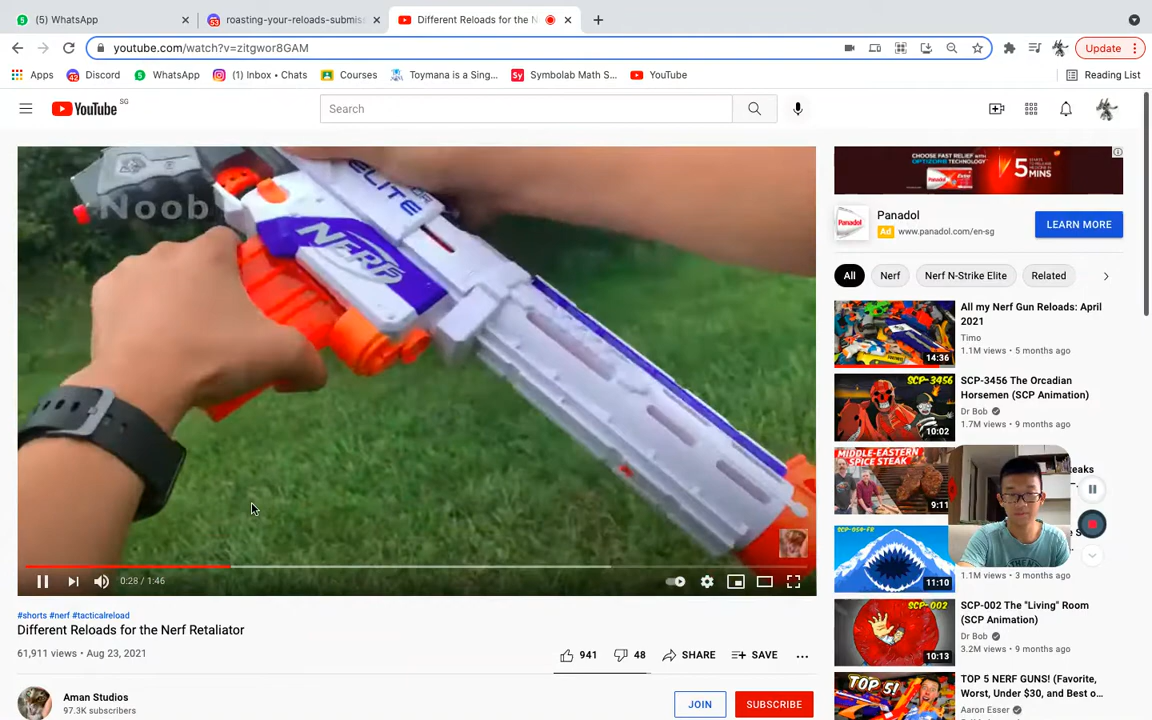 (5) WhatsApp
roasting-your-reloads-submis
Different Reloads for the N
youtube.com/watch?v=zitgwor8GAM
Update
Apps
Discord
WhatsApp
(1) Inbox • Chats
Courses
Toymana is a Sing...
Symbolab Math S...
YouTube
Reading List
YouTube SG
Search
Noob
ELITE
NERF
0:28 / 1:46
#shorts #nerf #tacticalreload
Different Reloads for the Nerf Retaliator
61,911 views • Aug 23, 2021
941
48
SHARE
SAVE
Aman Studios
97.3K subscribers
JOIN
SUBSCRIBE
CHOOSE FAST RELIEF WITH
OPTIZORB TECHNOLOGY
5 MINS
Panadol
Ad www.panadol.com/en-sg
LEARN MORE
All
Nerf
Nerf N-Strike Elite
Related
All my Nerf Gun Reloads: April
2021
Timo
1.1M views • 5 months ago
14:36
SCP-3456
SCP-3456 The Orcadian
Horsemen (SCP Animation)
Dr Bob
1.7M views • 9 months ago
10:02
MIDDLE-EASTERN
SPICE STEAK
9:11
1.1M views • 3 months ago
11:10
SCP-002
SCP-002 The "Living" Room
(SCP Animation)
Dr Bob
3.2M views • 9 months ago
10:13
TOP 5 NERF GUNS! (Favorite,
Worst, Under $30, and Best o...
Aaron Esser
TOP 5!